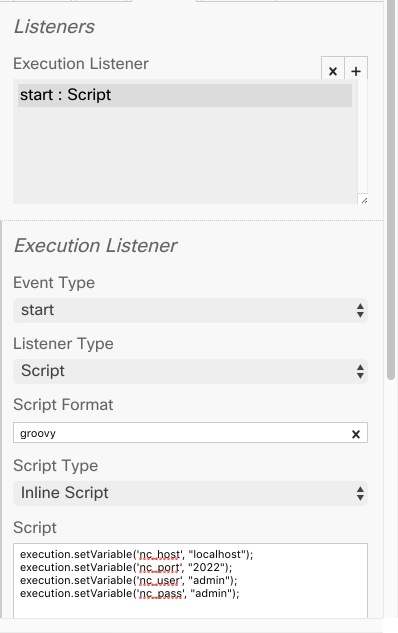 Listeners
Execution Listener
x +
start : Script
Execution Listener
Event Type
start
Listener Type
Script
Script Format
groovy x
Script Type
Inline Script
Script
execution.setVariable('nc_host', "localhost");
execution.setVariable('nc_port', "2022");
execution.setVariable('nc_user', "admin");
execution.setVariable('nc_pass', "admin");